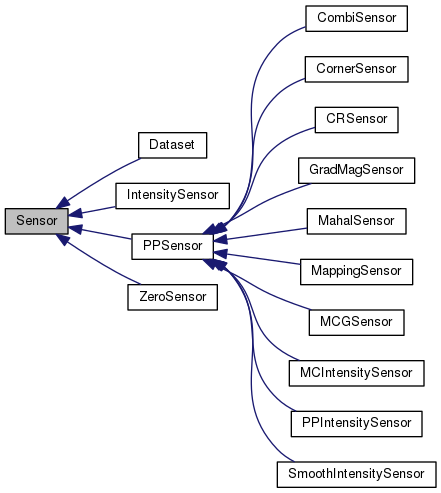 Sensor
Dataset
IntensitySensor
PPSensor
ZeroSensor
CombiSensor
CornerSensor
CRSensor
GradMagSensor
MahalSensor
MappingSensor
MCGSensor
MCIntensitySensor
PPIntensitySensor
SmoothIntensitySensor